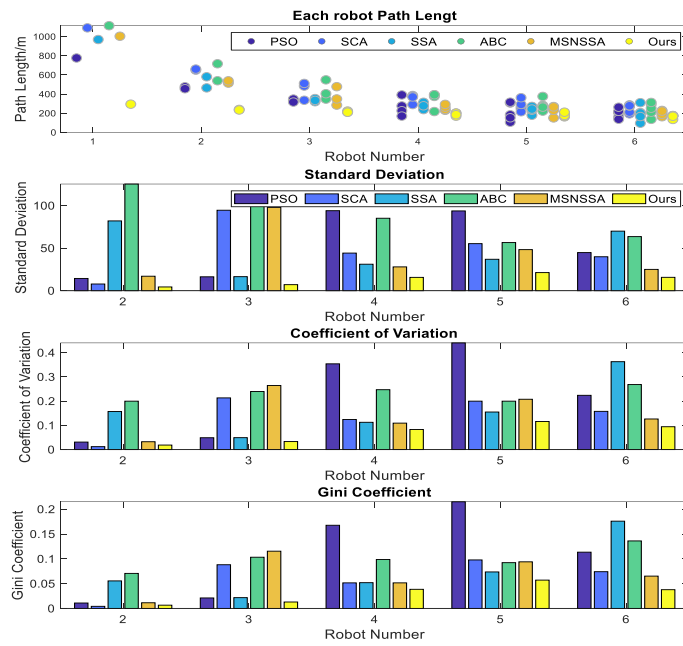 Each robot Path Lengt
PSO SCA SSA ABC MSNSSA Ours
Path Length/m
1000
800
600
400
200
0
1 2 3 4 5 6
Robot Number
Standard Deviation
PSO SCA SSA ABC MSNSSA Ours
Standard Deviation
100
50
0
2 3 4 5 6
Robot Number
Coefficient of Variation
Coefficient of Variation
0.4
0.3
0.2
0.1
0
2 3 4 5 6
Robot Number
Gini Coefficient
Gini Coefficient
0.2
0.15
0.1
0.05
0
2 3 4 5 6
Robot Number